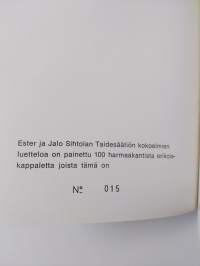 Ester ja Jalo Sihtolan Taidesäätiön kokoelmien
luetteloa on painettu 100 harmaakantista erikois-
kappaletta joista tämä on
Nº 015